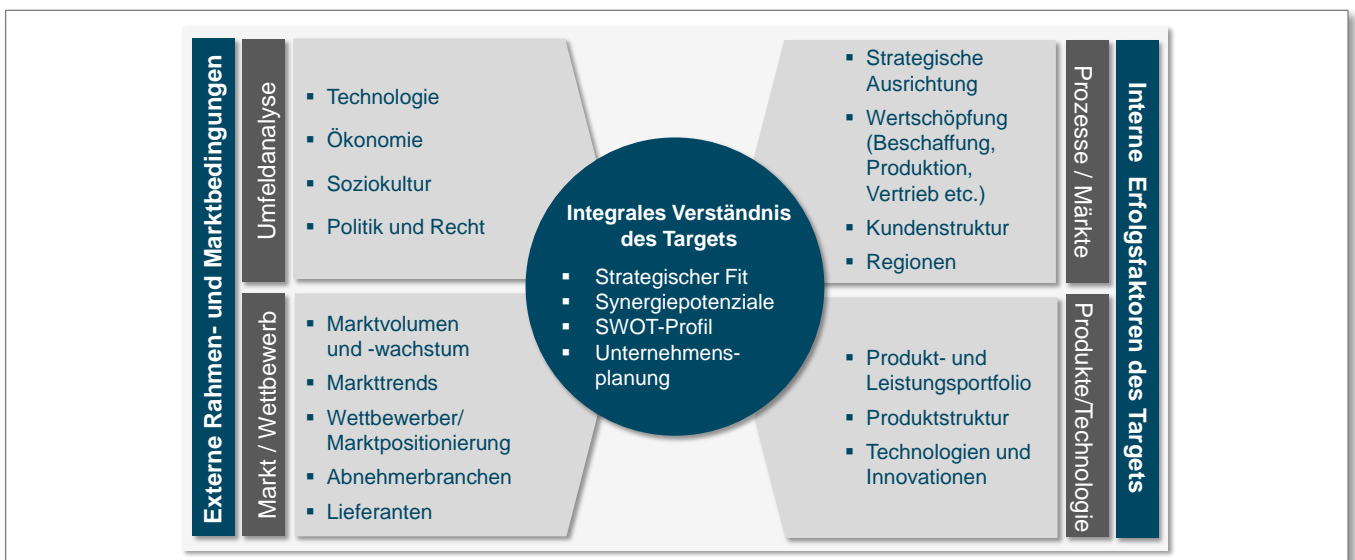 Externe Rahmen- und Marktbedingungen
Umfeldanalyse
▪ Technologie
▪ Ökonomie
▪ Soziokultur
▪ Politik und Recht
Markt / Wettbewerb
▪ Marktvolumen
und -wachstum
▪ Markttrends
▪ Wettbewerber/
Marktpositionierung
▪ Abnehmerbranchen
▪ Lieferanten
Integrales Verständnis
des Targets
▪ Strategischer Fit
▪ Synergiepotenziale
▪ SWOT-Profil
▪ Unternehmens-
planung
▪ Strategische
Ausrichtung
▪ Wertschöpfung
(Beschaffung,
Produktion,
Vertrieb etc.)
▪ Kundenstruktur
▪ Regionen
Prozesse / Märkte
▪ Produkt- und
Leistungsportfolio
▪ Produktstruktur
▪ Technologien und
Innovationen
Produkte/Technologie
Interne Erfolgsfaktoren des Targets